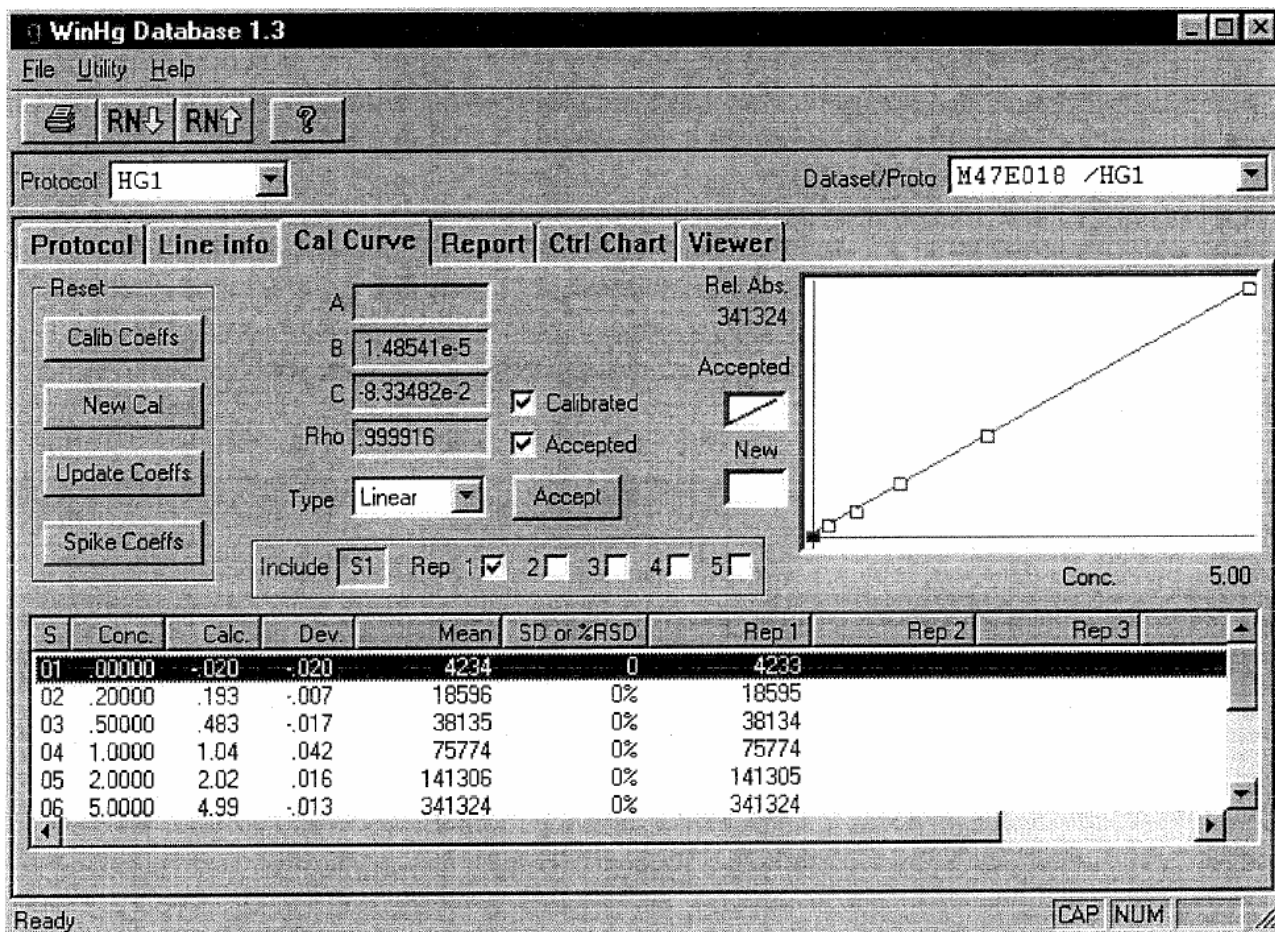 WinHg Database 1.3
File Utility Help
RN RN ?
Protocol HG1 Dataset/Proto M47E018 /HG1
Protocol Line info Cal Curve Report Ctrl Chart Viewer
Reset
Calib Coeffs
New Cal
Update Coeffs
Spike Coeffs
A
B 1.48541e-5
C -8.33482e-2
Rho .999916
Calibrated
Accepted
Type Linear Accept
Include S1 Rep 1 2 3 4 5
Rel. Abs.
341324
Accepted
New
Conc. 5.00
S Conc. Calc. Dev. Mean SD or %RSD Rep 1 Rep 2 Rep 3
01 .00000 -.020 -.020 4234 0 4233
02 .20000 .193 -.007 18596 0% 18595
03 .50000 .483 -.017 38135 0% 38134
04 1.0000 1.04 .042 75774 0% 75774
05 2.0000 2.02 .016 141306 0% 141305
06 5.0000 4.99 -.013 341324 0% 341324
Ready CAP NUM